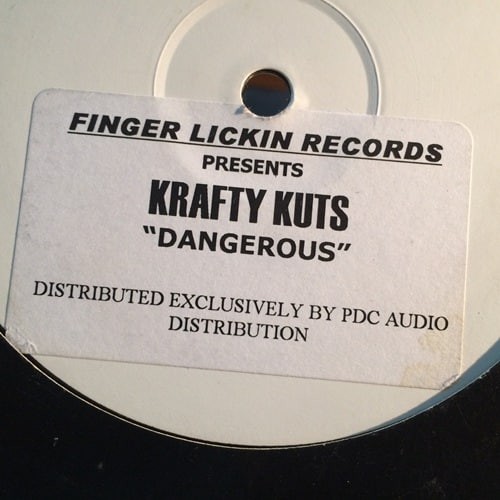 FINGER LICKIN RECORDS
PRESENTS
KRAFTY KUTS
"DANGEROUS"
DISTRIBUTED EXCLUSIVELY BY PDC AUDIO
DISTRIBUTION